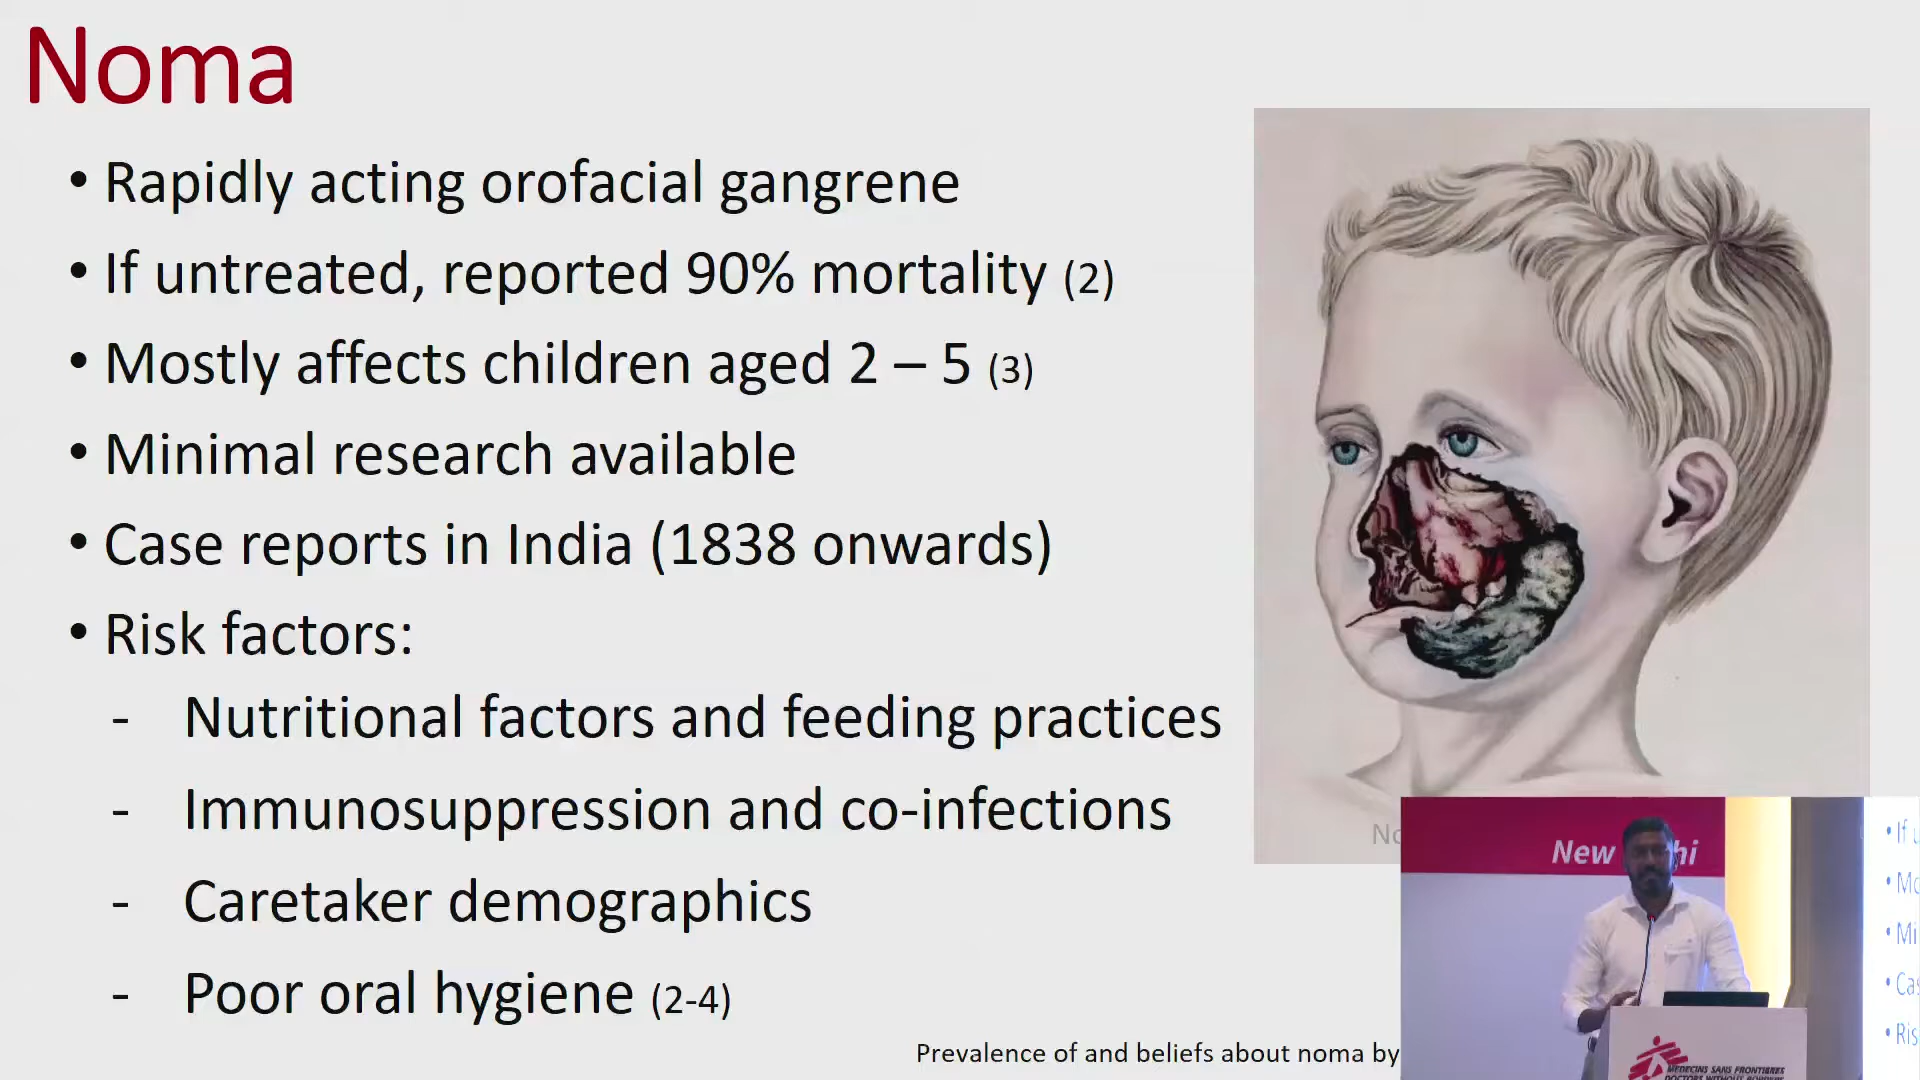 Noma
• Rapidly acting orofacial gangrene
• If untreated, reported 90% mortality (2)
• Mostly affects children aged 2 – 5 (3)
• Minimal research available
• Case reports in India (1838 onwards)
• Risk factors:
- Nutritional factors and feeding practices
- Immunosuppression and co-infections
- Caretaker demographics
- Poor oral hygiene (2-4)
Prevalence of and beliefs about noma by
New
• If
• Mi
• Ris
MEDECINS SANS FRONTIERES
DOCTORS WITHOUT BORDERS